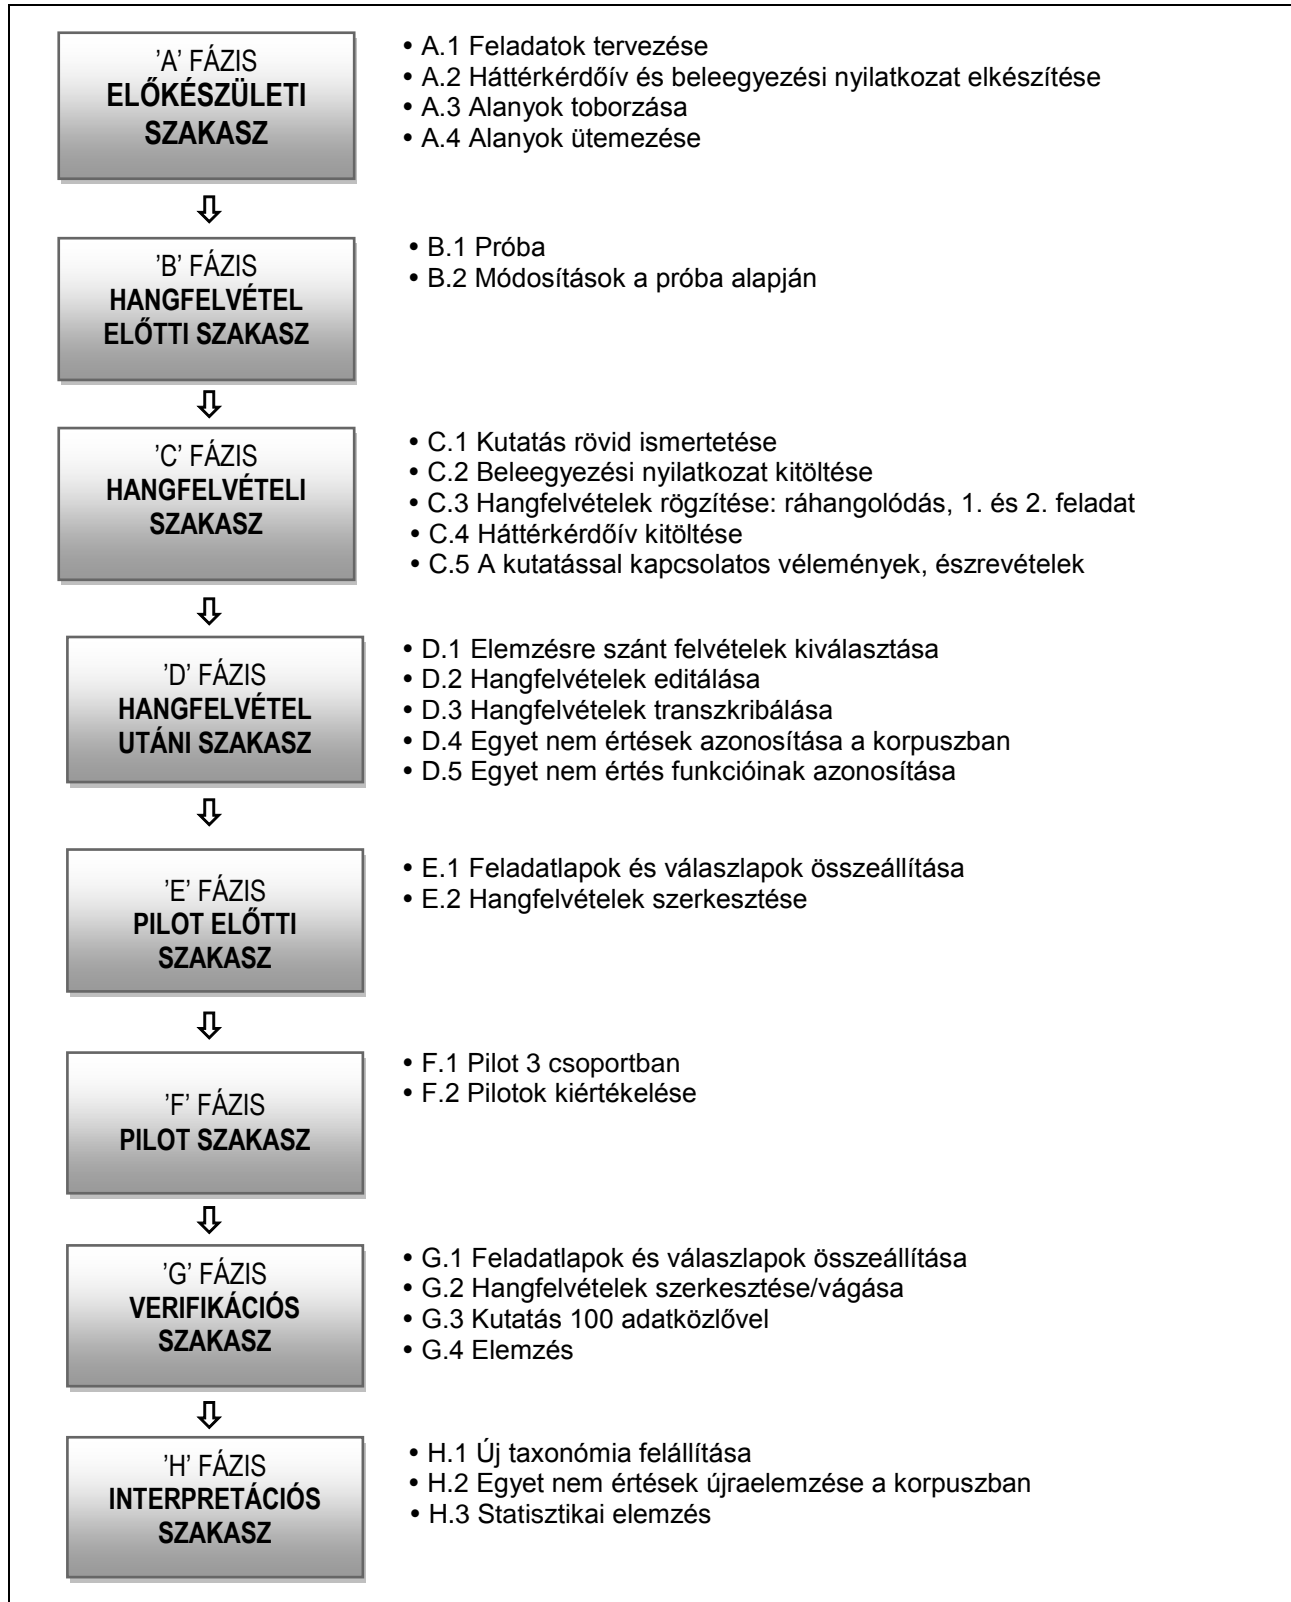 ’A’ FÁZIS
ELŐKÉSZÜLETI
SZAKASZ
• A.1 Feladatok tervezése
• A.2 Háttérkérdőív és beleegyezési nyilatkozat elkészítése
• A.3 Alanyok toborzása
• A.4 Alanyok ütemezése
’B’ FÁZIS
HANGFELVÉTEL
ELŐTTI SZAKASZ
• B.1 Próba
• B.2 Módosítások a próba alapján
’C’ FÁZIS
HANGFELVÉTELI
SZAKASZ
• C.1 Kutatás rövid ismertetése
• C.2 Beleegyezési nyilatkozat kitöltése
• C.3 Hangfelvételek rögzítése: ráhangolódás, 1. és 2. feladat
• C.4 Háttérkérdőív kitöltése
• C.5 A kutatással kapcsolatos vélemények, észrevételek
’D’ FÁZIS
HANGFELVÉTEL
UTÁNI SZAKASZ
• D.1 Elemzésre szánt felvételek kiválasztása
• D.2 Hangfelvételek editálása
• D.3 Hangfelvételek transzkribálása
• D.4 Egyet nem értések azonosítása a korpuszban
• D.5 Egyet nem értés funkcióinak azonosítása
’E’ FÁZIS
PILOT ELŐTTI
SZAKASZ
• E.1 Feladatlapok és válaszlapok összeállítása
• E.2 Hangfelvételek szerkesztése
’F’ FÁZIS
PILOT SZAKASZ
• F.1 Pilot 3 csoportban
• F.2 Pilotok kiértékelése
’G’ FÁZIS
VERIFIKÁCIÓS
SZAKASZ
• G.1 Feladatlapok és válaszlapok összeállítása
• G.2 Hangfelvételek szerkesztése/vágása
• G.3 Kutatás 100 adatközlővel
• G.4 Elemzés
’H’ FÁZIS
INTERPRETÁCIÓS
SZAKASZ
• H.1 Új taxonómia felállítása
• H.2 Egyet nem értések újraelemzése a korpuszban
• H.3 Statisztikai elemzés